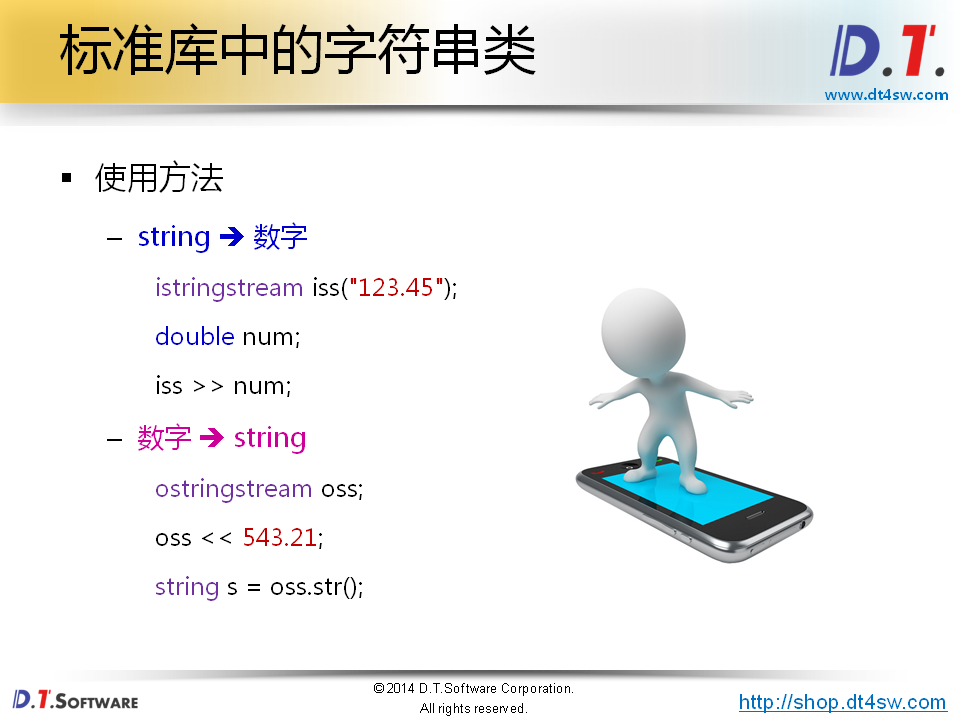 标准库中的字符串类
D.T.
www.dt4sw.com
▪ 使用方法
– string ➔ 数字
istringstream iss("123.45");
double num;
iss >> num;
– 数字 ➔ string
ostringstream oss;
oss << 543.21;
string s = oss.str();
D.T.SOFTWARE
©2014 D.T.Software Corporation.
All rights reserved.
http://shop.dt4sw.com